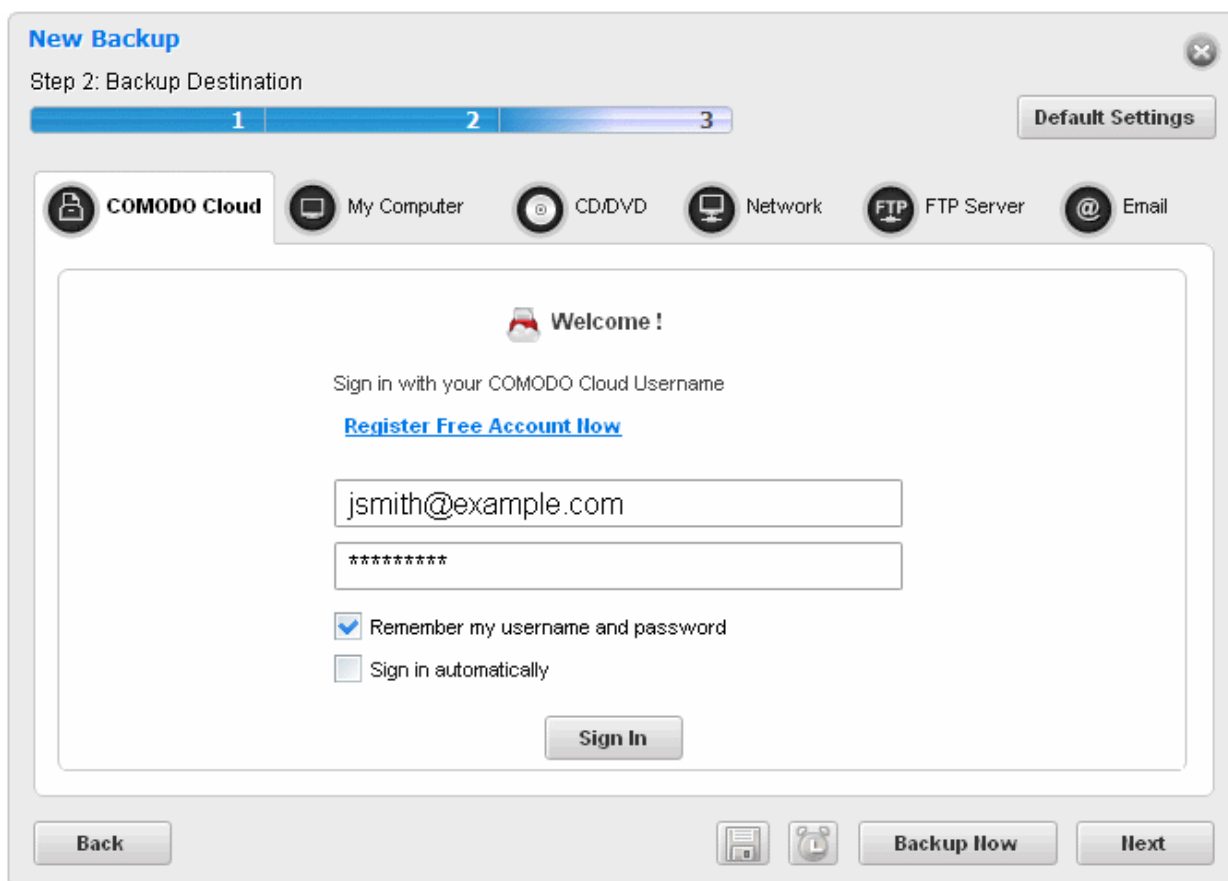 New Backup
Step 2: Backup Destination
1 2 3
Default Settings
COMODO Cloud My Computer CD/DVD Network FTP FTP Server @ Email
Welcome !
Sign in with your COMODO Cloud Username
Register Free Account Now
jsmith@example.com
*********
Remember my username and password
Sign in automatically
Sign In
Back Backup Now Next